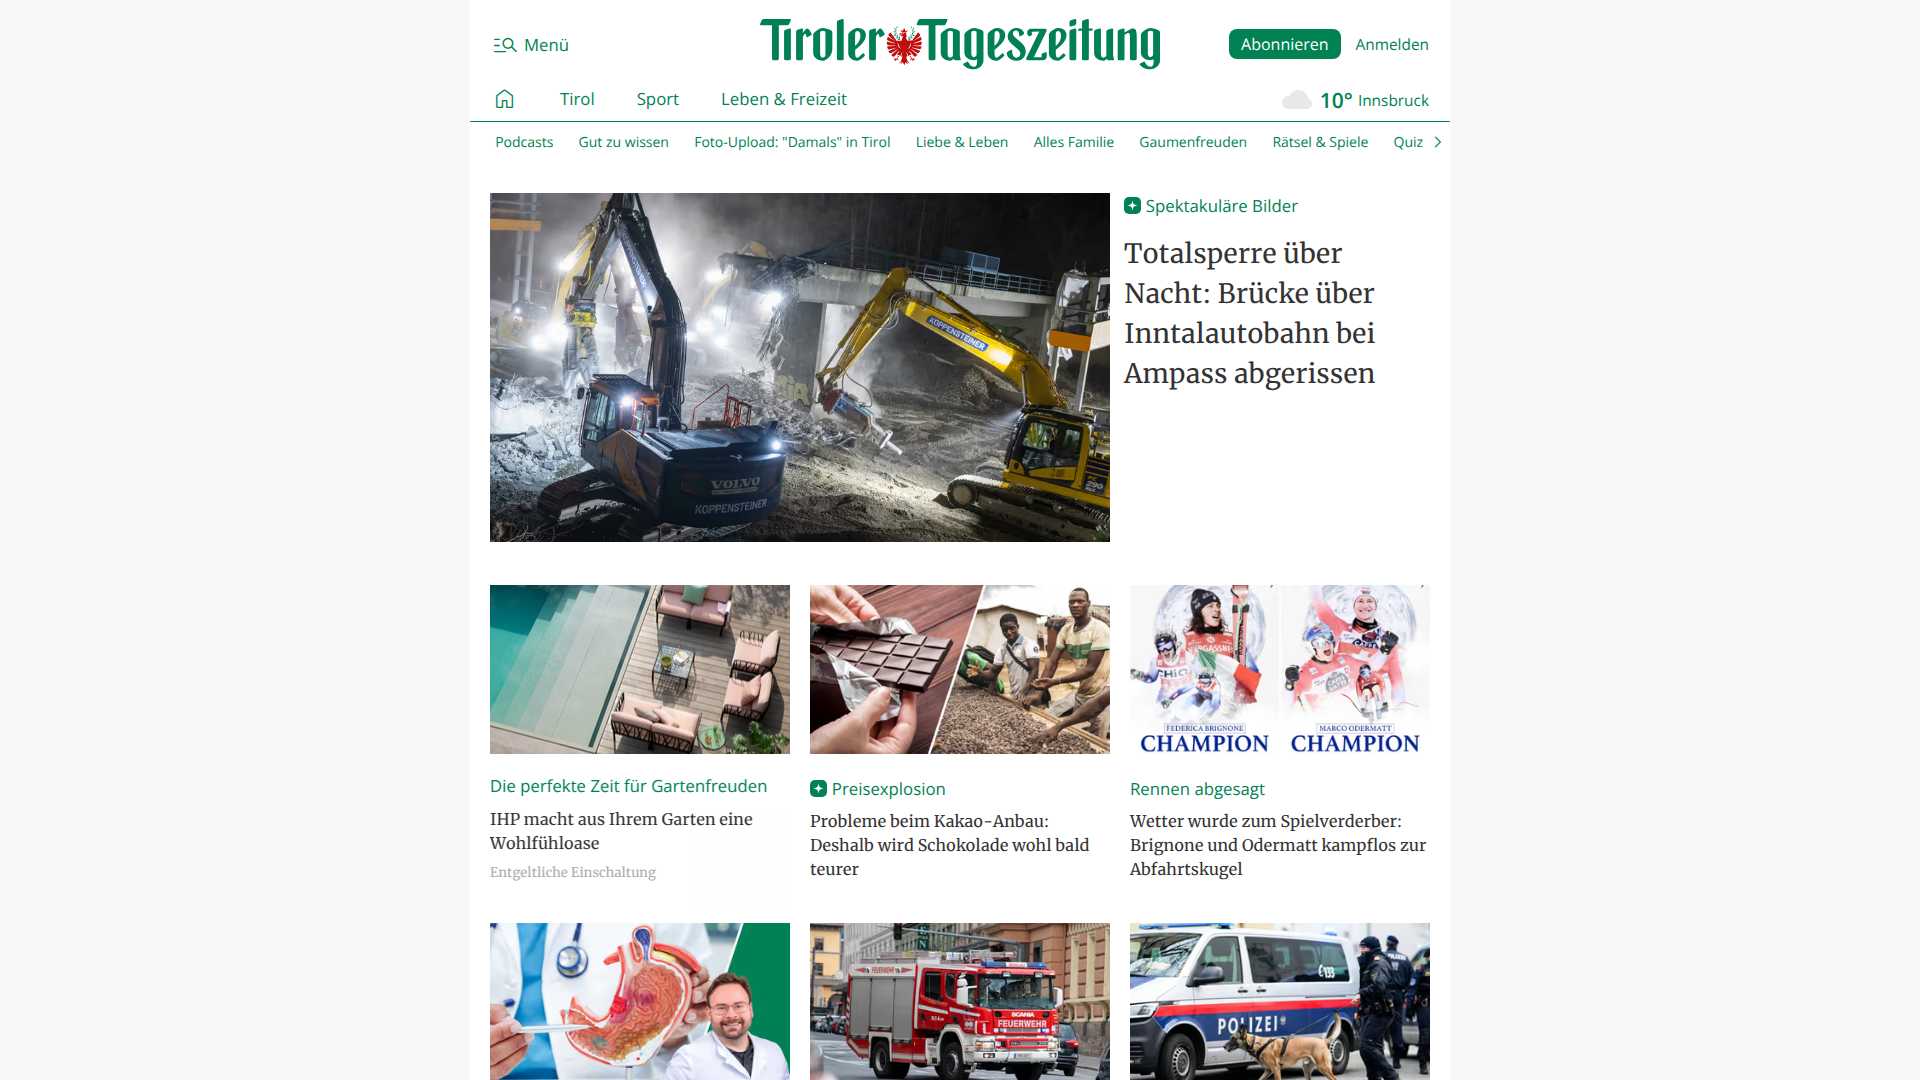 Menü
Tiroler Tageszeitung
Abonnieren
Anmelden
Tirol
Sport
Leben & Freizeit
10° Innsbruck
Podcasts
Gut zu wissen
Foto-Upload: "Damals" in Tirol
Liebe & Leben
Alles Familie
Gaumenfreuden
Rätsel & Spiele
Quiz
KOPPENSTEINER
VOLVO
KOPPENSTEINER
290
Spektakuläre Bilder
Totalsperre über
Nacht: Brücke über
Inntalautobahn bei
Ampass abgerissen
FEDERICA BRIGNONE
CHAMPION
MARCO ODERMATT
CHAMPION
Die perfekte Zeit für Gartenfreuden
IHP macht aus Ihrem Garten eine
Wohlfühloase
Entgeltliche Einschaltung
Preisexplosion
Probleme beim Kakao-Anbau:
Deshalb wird Schokolade wohl bald
teurer
Rennen abgesagt
Wetter wurde zum Spielverderber:
Brignone und Odermatt kampflos zur
Abfahrtskugel
FEUERWEHR
SCANIA
FEUERWEHR
133
POLIZEI